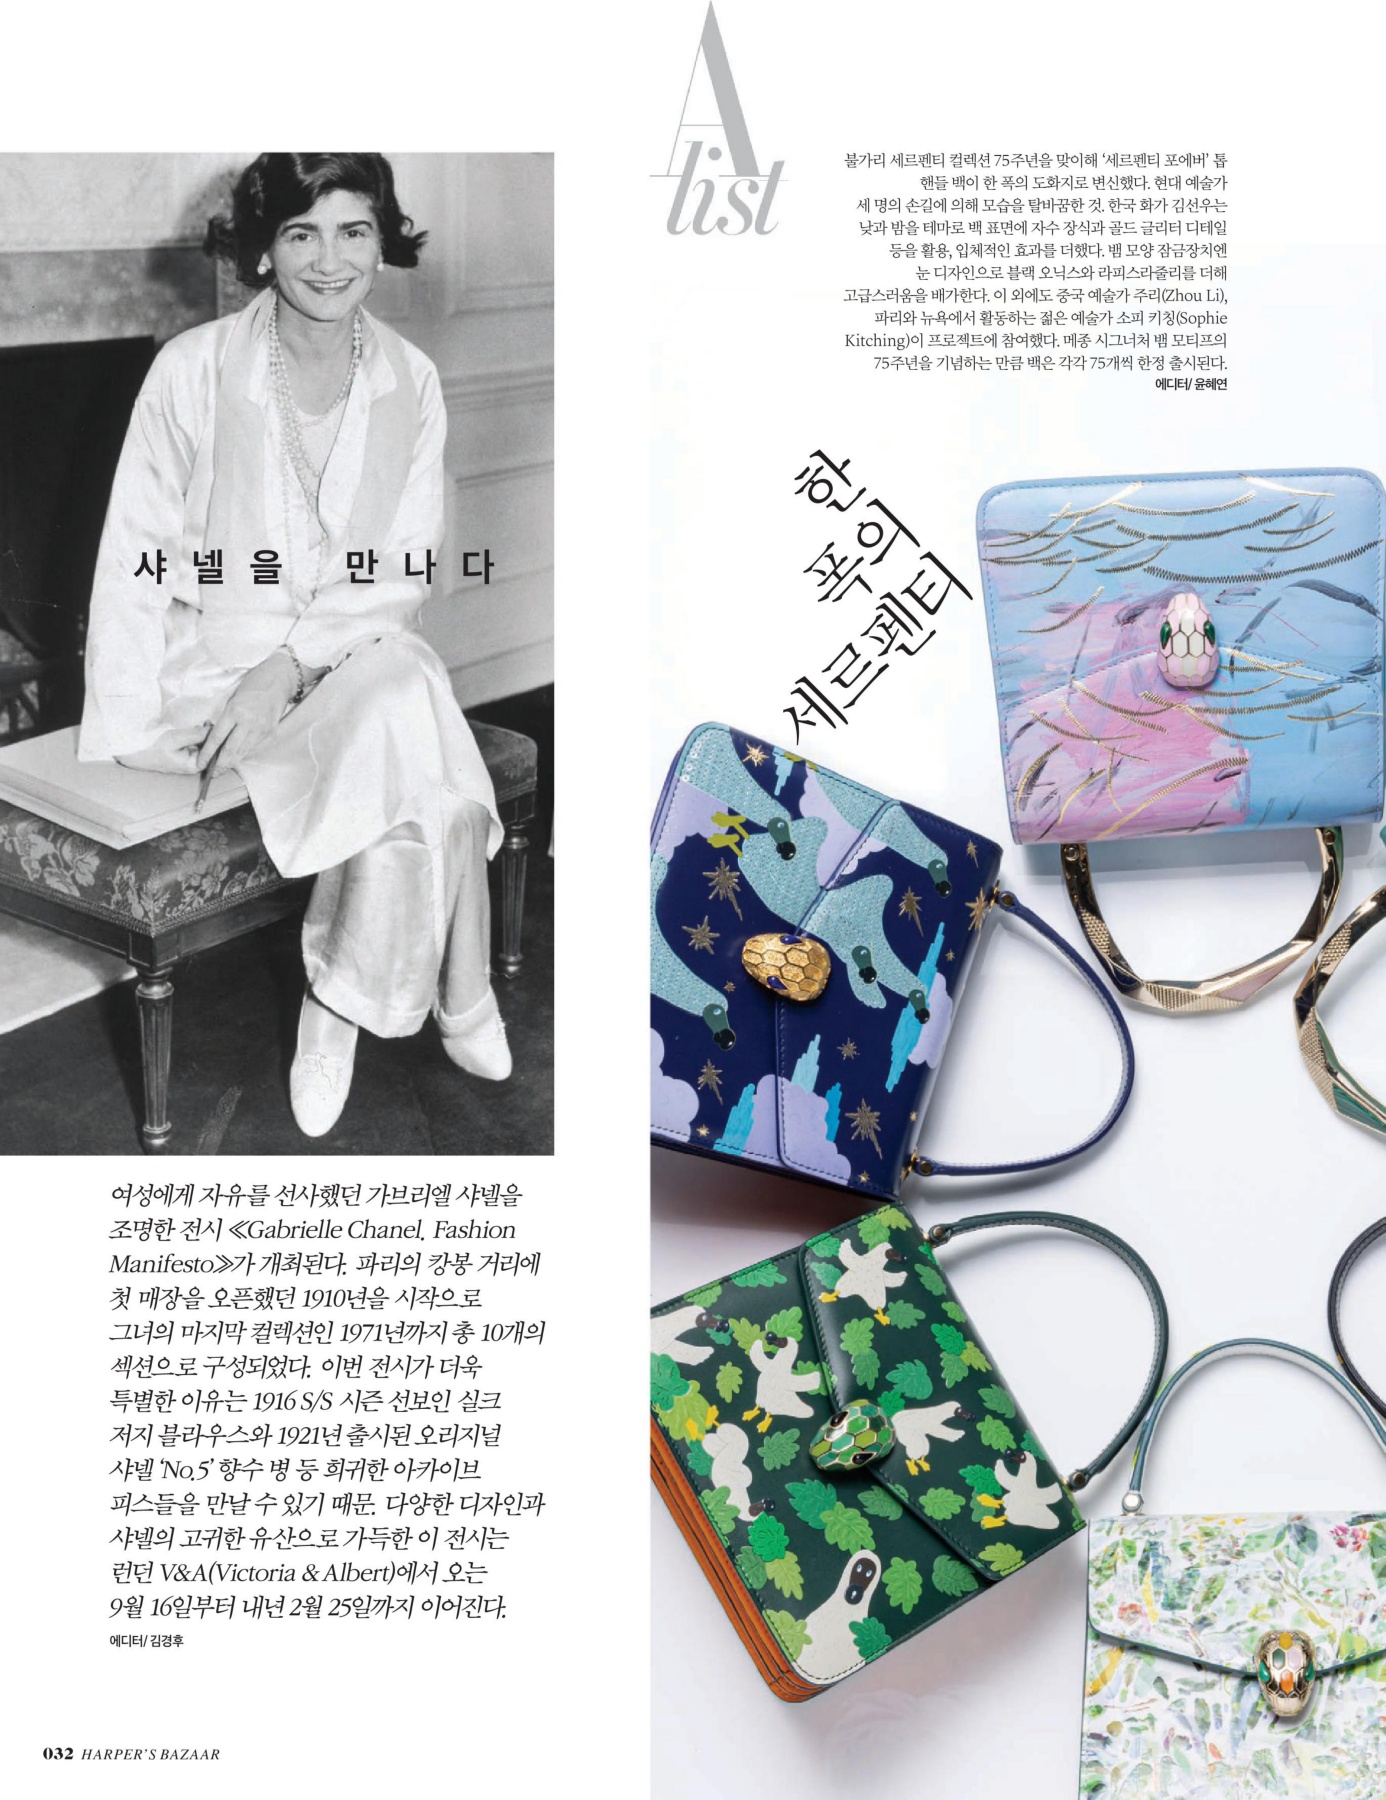 A list
샤넬을 만나다
여성에게 자유를 선사했던 가브리엘 샤넬을
조명한 전시 ≪Gabrielle Chanel. Fashion
Manifesto≫가 개최된다. 파리의 캉봉 거리에
첫 매장을 오픈했던 1910년을 시작으로
그녀의 마지막 컬렉션인 1971년까지 총 10개의
섹션으로 구성되었다. 이번 전시가 더욱
특별한 이유는 1916 S/S 시즌 선보인 실크
저지 블라우스와 1921년 출시된 오리지널
샤넬 ‘No.5’ 향수 병 등 희귀한 아카이브
피스들을 만날 수 있기 때문. 다양한 디자인과
샤넬의 고귀한 유산으로 가득한 이 전시는
런던 V&A(Victoria & Albert)에서 오는
9월 16일부터 내년 2월 25일까지 이어진다.
에디터/ 김경후
불가리 세르펜티 컬렉션 75주년을 맞이해 ‘세르펜티 포에버’ 톱
핸들 백이 한 폭의 도화지로 변신했다. 현대 예술가
세 명의 손길에 의해 모습을 탈바꿈한 것. 한국 화가 김선우는
낮과 밤을 테마로 백 표면에 자수 장식과 골드 글리터 디테일
등을 활용, 입체적인 효과를 더했다. 뱀 모양 잠금장치엔
눈 디자인으로 블랙 오닉스와 라피스라줄리를 더해
고급스러움을 배가한다. 이 외에도 중국 예술가 주리(Zhou Li),
파리와 뉴욕에서 활동하는 젊은 예술가 소피 키칭(Sophie
Kitching)이 프로젝트에 참여했다. 메종 시그너처 뱀 모티프의
75주년을 기념하는 만큼 백은 각각 75개씩 한정 출시된다.
에디터/ 윤혜연
한
폭의
세르펜티
032 HARPER'S BAZAAR